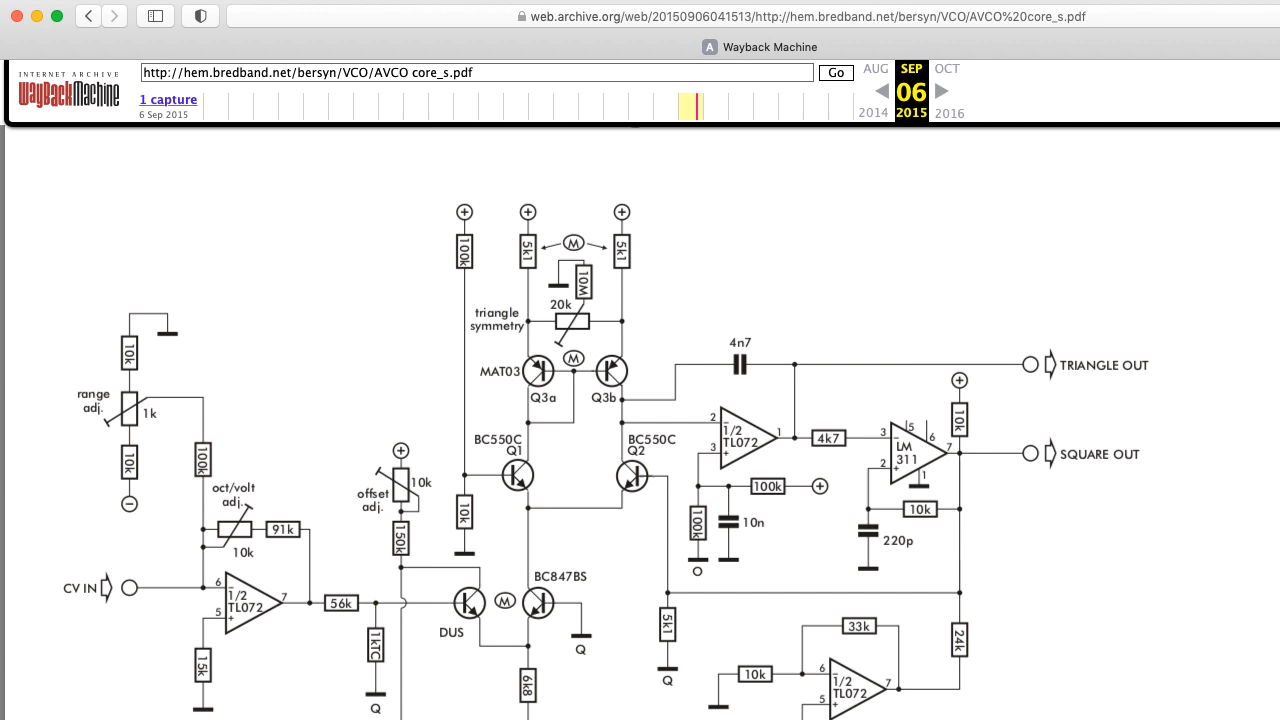 web.archive.org/web/20150906041513/http://hem.bredband.net/bersyn/VCO/AVCO%20core_s.pdf
A Wayback Machine
INTERNET ARCHIVE
WayBackMachine
http://hem.bredband.net/bersyn/VCO/AVCO core_s.pdf
Go
AUG SEP OCT
1 capture
06
6 Sep 2015
2014 2015 2016
+ + +
100k 5k1 M 5k1
10M
20k
triangle
symmetry
10k
4n7
M
TRIANGLE OUT
MAT03
+
range
adj.
1k
Q3a Q3b
10k
2
1/2
TL072
1
3
+
4k7
3
5
6
LM
311
7
2
+
1
SQUARE OUT
BC550C
Q1
BC550C
Q2
10k
100k
+
offset
adj.
10k
oct/volt
adj.
100k +
−
10k
100k
10n
10k
91k
10k
150k
220p
O
CV IN
6
1/2
TL072
7
5
+
56k
BC847BS
M
DUS
Q
5k1
33k
24k
15k
1kTC
10k
6
1/2
TL072
7
5
6k8
Q
Q